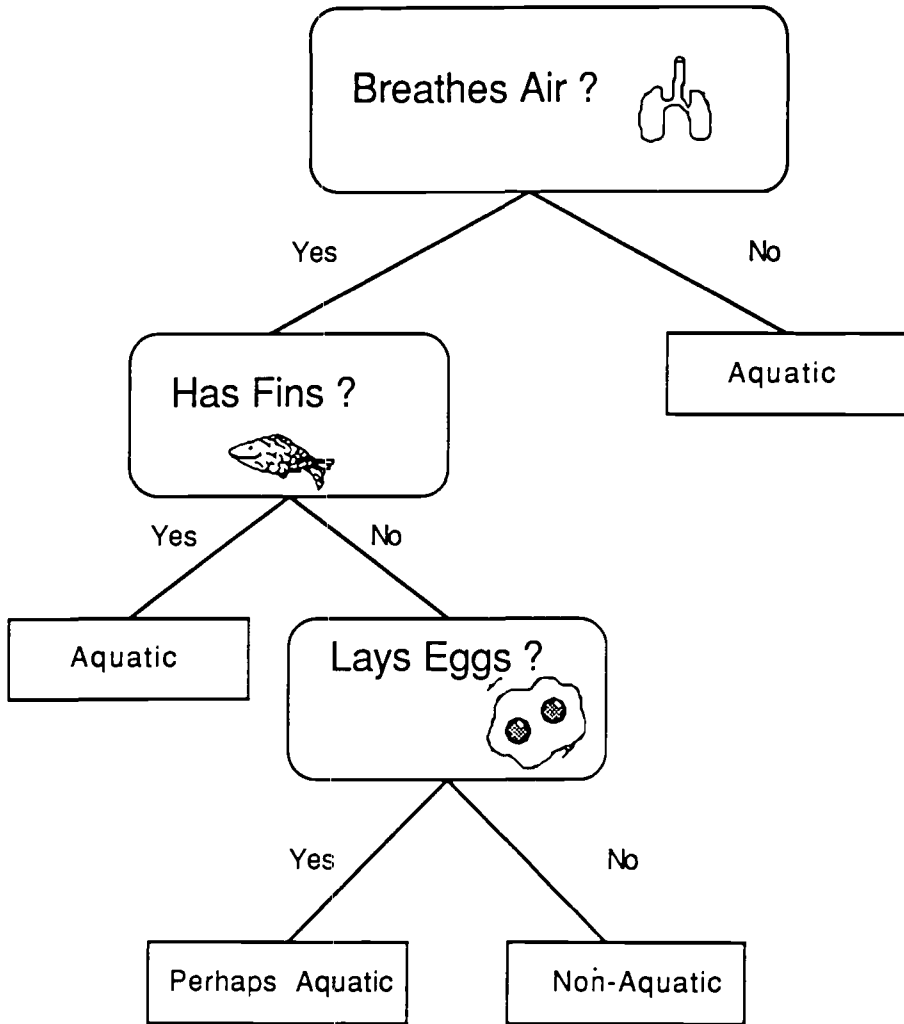 Breathes Air ?
Yes
No
Has Fins ?
Aquatic
Yes
No
Aquatic
Lays Eggs ?
Yes
No
Perhaps Aquatic
Non-Aquatic